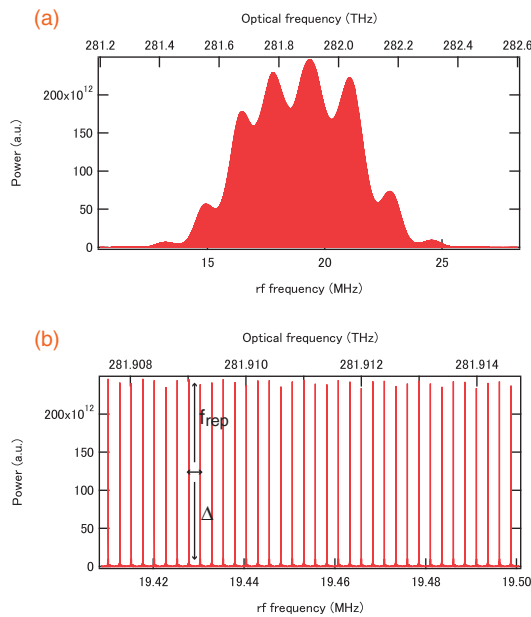 (a)
Optical frequency (THz)
281.2 281.4 281.6 281.8 282.0 282.2 282.4 282.6
Power (a.u.)
200x10¹²
150
100
50
0
15 20 25
rf frequency (MHz)
(b)
Optical frequency (THz)
281.908 281.910 281.912 281.914
Power (a.u.)
200x10¹²
150
100
50
0
f_rep
Δ
19.42 19.44 19.46 19.48 19.50
rf frequency (MHz)